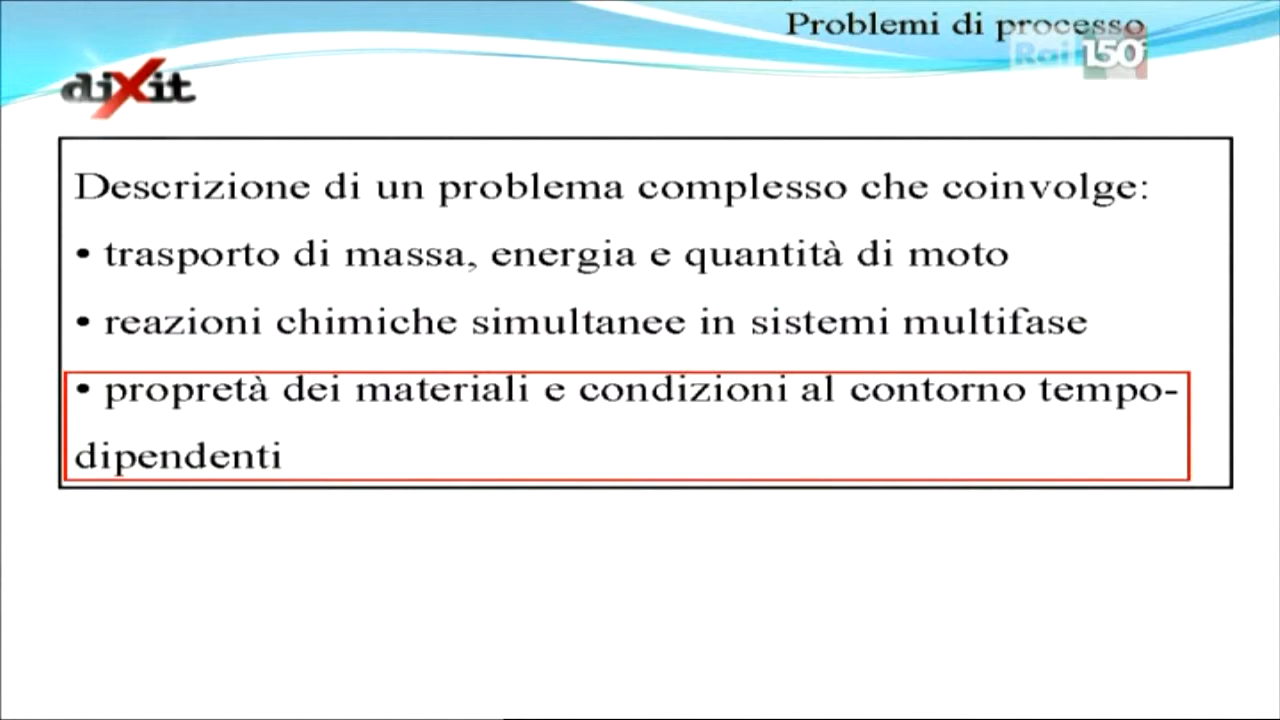 Problemi di processo
Rai 150
dixit
Descrizione di un problema complesso che coinvolge:
• trasporto di massa, energia e quantità di moto
• reazioni chimiche simultanee in sistemi multifase
• propretà dei materiali e condizioni al contorno tempo-
dipendenti